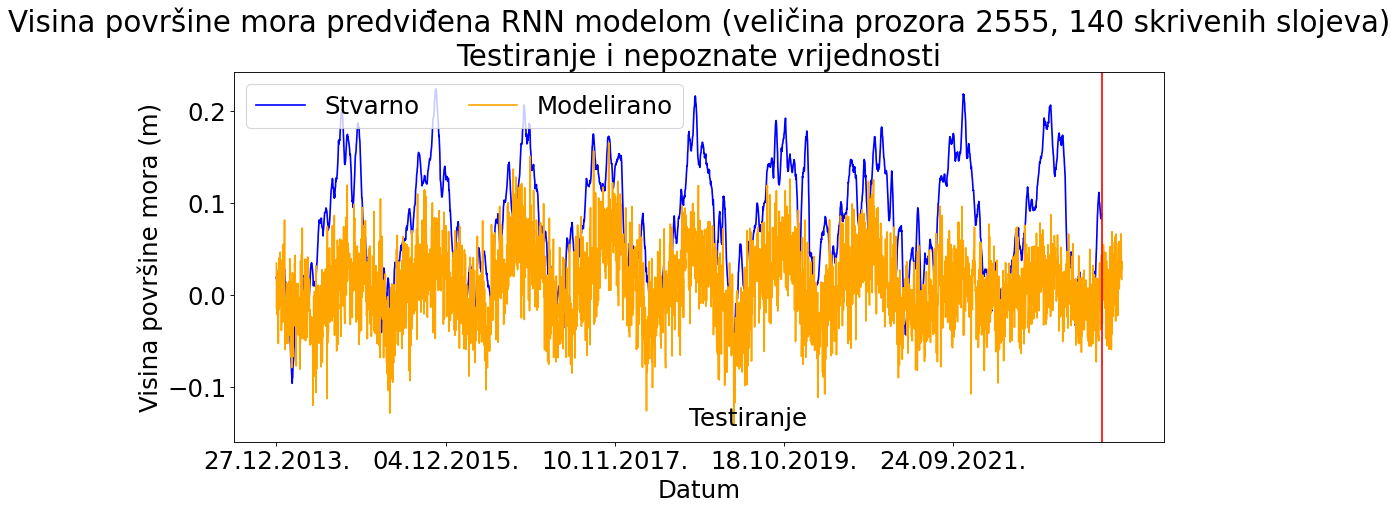 Visina površine mora predviđena RNN modelom (veličina prozora 2555, 140 skrivenih slojeva)
Testiranje i nepoznate vrijednosti
Stvarno Modelirano
Visina površine mora (m)
0.2
0.1
0.0
−0.1
Testiranje
27.12.2013. 04.12.2015. 10.11.2017. 18.10.2019. 24.09.2021.
Datum